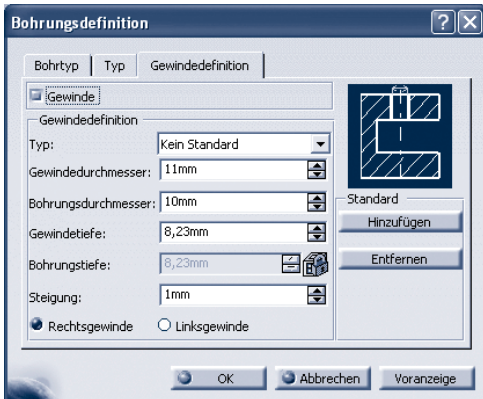 Bohrungsdefinition
Bohrtyp Typ Gewindedefinition
Gewinde
Gewindedefinition
Typ: Kein Standard
Gewindedurchmesser: 11mm
Bohrungsdurchmesser: 10mm
Gewindetiefe: 8,23mm
Bohrungstiefe: 8,23mm
Steigung: 1mm
Rechtsgewinde Linksgewinde
Standard
Hinzufügen
Entfernen
OK Abbrechen Voranzeige